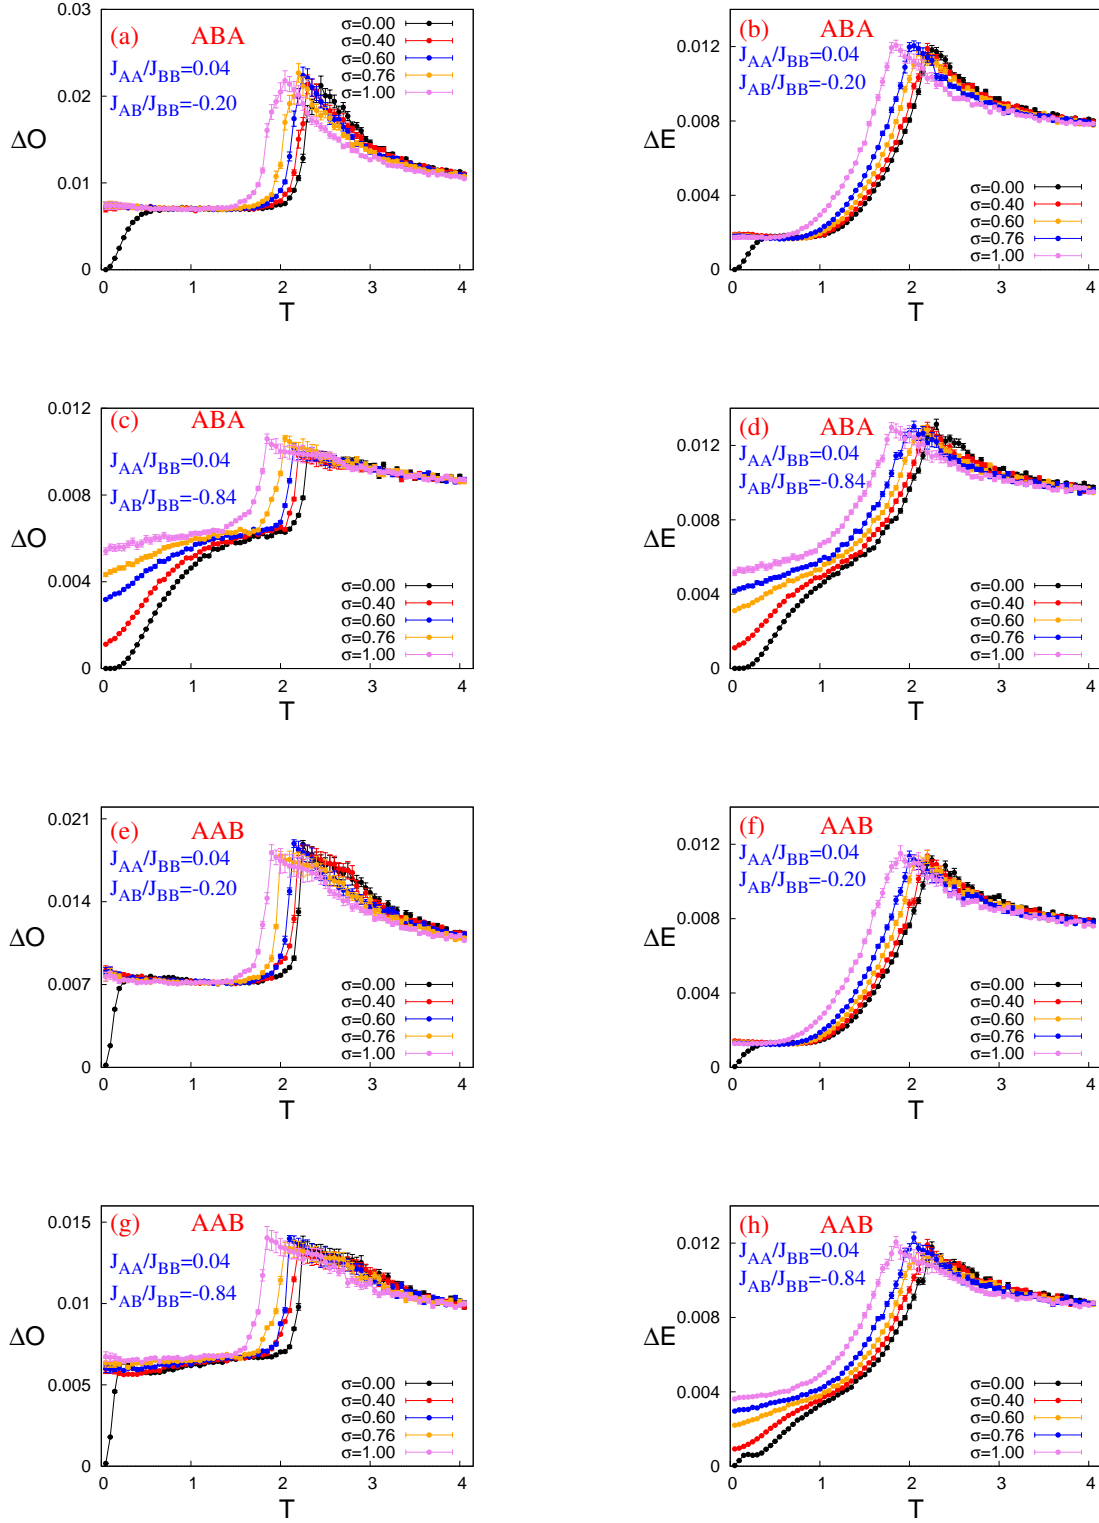 (a) ABA
J_AA/J_BB=0.04
J_AB/J_BB=-0.20
σ=0.00
σ=0.40
σ=0.60
σ=0.76
σ=1.00
0.03
0.02
0.01
0
ΔO
0 1 2 3 4
T
(b) ABA
J_AA/J_BB=0.04
J_AB/J_BB=-0.20
σ=0.00
σ=0.40
σ=0.60
σ=0.76
σ=1.00
0.012
0.008
0.004
0
ΔE
0 1 2 3 4
T
(c) ABA
J_AA/J_BB=0.04
J_AB/J_BB=-0.84
σ=0.00
σ=0.40
σ=0.60
σ=0.76
σ=1.00
0.012
0.008
0.004
0
ΔO
0 1 2 3 4
T
(d) ABA
J_AA/J_BB=0.04
J_AB/J_BB=-0.84
σ=0.00
σ=0.40
σ=0.60
σ=0.76
σ=1.00
0.012
0.008
0.004
0
ΔE
0 1 2 3 4
T
(e) AAB
J_AA/J_BB=0.04
J_AB/J_BB=-0.20
σ=0.00
σ=0.40
σ=0.60
σ=0.76
σ=1.00
0.021
0.014
0.007
0
ΔO
0 1 2 3 4
T
(f) AAB
J_AA/J_BB=0.04
J_AB/J_BB=-0.20
σ=0.00
σ=0.40
σ=0.60
σ=0.76
σ=1.00
0.012
0.008
0.004
0
ΔE
0 1 2 3 4
T
(g) AAB
J_AA/J_BB=0.04
J_AB/J_BB=-0.84
σ=0.00
σ=0.40
σ=0.60
σ=0.76
σ=1.00
0.015
0.01
0.005
0
ΔO
0 1 2 3 4
T
(h) AAB
J_AA/J_BB=0.04
J_AB/J_BB=-0.84
σ=0.00
σ=0.40
σ=0.60
σ=0.76
σ=1.00
0.012
0.008
0.004
0
ΔE
0 1 2 3 4
T